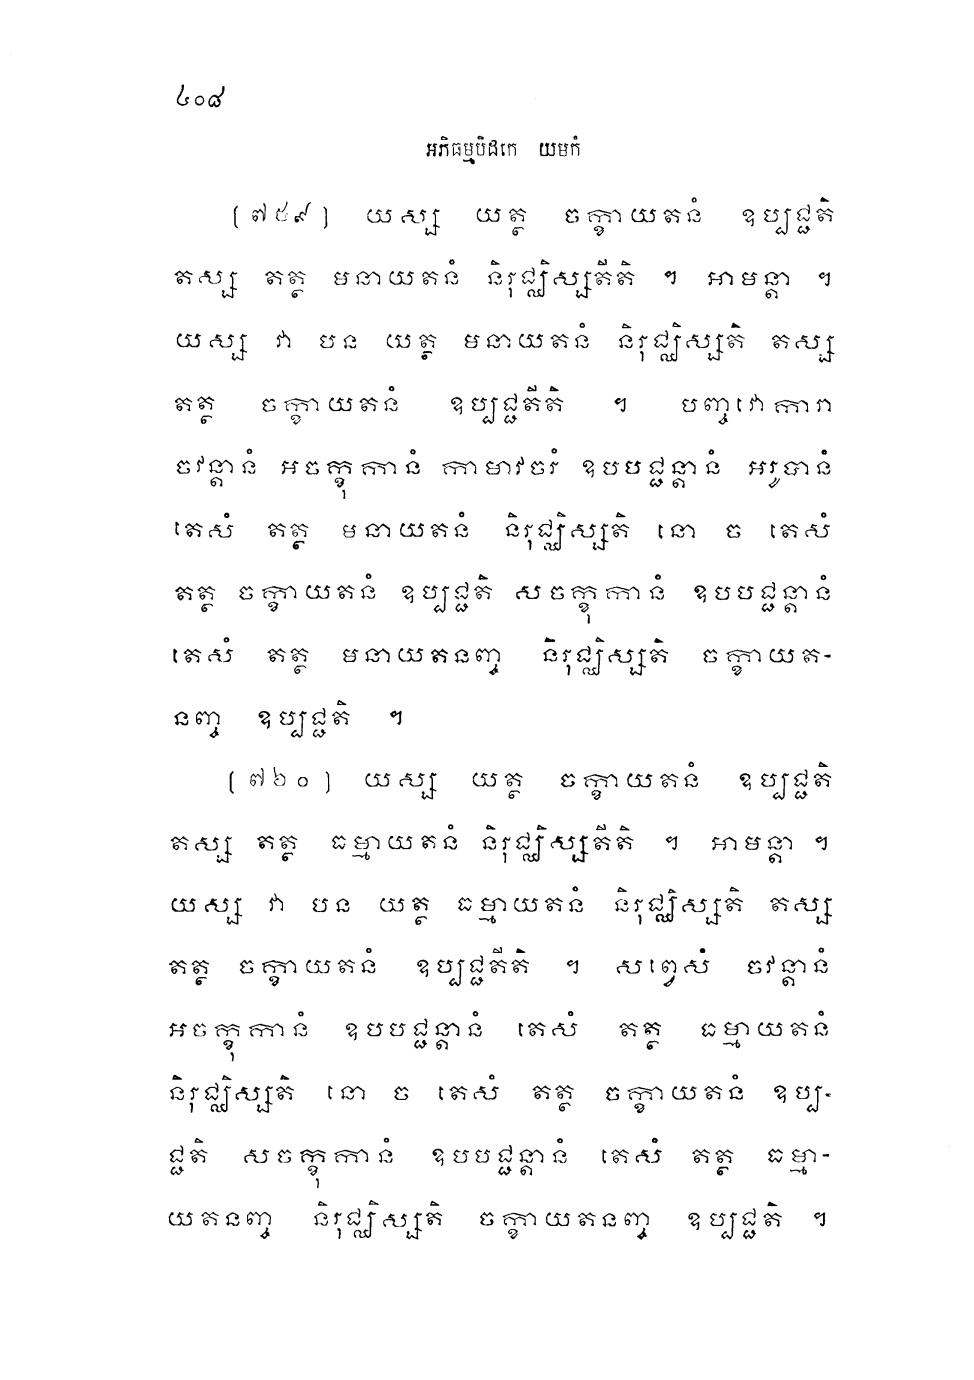 ៤០៨
អភិធម្មបិដកេ យមកំ
(៧៥៩) យស្ស យត្ថ ចក្ខាយតនំ ឧប្បជ្ជតិ
តស្ស តត្ថ មនាយតនំ និរុជ្ឈិស្សតីតិ ។ អាមន្តា ។
យស្ស វា បន យត្ថ មនាយតនំ និរុជ្ឈិស្សតិ តស្ស
តត្ថ ចក្ខាយតនំ ឧប្បជ្ជតីតិ ។ បញ្ចវោការា
ចវន្តានំ អចក្ខុកានំ កាមាវចរំ ឧបបជ្ជន្តានំ អរូបានំ
តេសំ តត្ថ មនាយតនំ និរុជ្ឈិស្សតិ នោ ច តេសំ
តត្ថ ចក្ខាយតនំ ឧប្បជ្ជតិ សចក្ខុកានំ ឧបបជ្ជន្តានំ
តេសំ តត្ថ មនាយតនញ្ច និរុជ្ឈិស្សតិ ចក្ខាយត-
នញ្ច ឧប្បជ្ជតិ ។
(៧៦០) យស្ស យត្ថ ចក្ខាយតនំ ឧប្បជ្ជតិ
តស្ស តត្ថ ធម្មាយតនំ និរុជ្ឈិស្សតីតិ ។ អាមន្តា ។
យស្ស វា បន យត្ថ ធម្មាយតនំ និរុជ្ឈិស្សតិ តស្ស
តត្ថ ចក្ខាយតនំ ឧប្បជ្ជតីតិ ។ សព្វេសំ ចវន្តានំ
អចក្ខុកានំ ឧបបជ្ជន្តានំ តេសំ តត្ថ ធម្មាយតនំ
និរុជ្ឈិស្សតិ នោ ច តេសំ តត្ថ ចក្ខាយតនំ ឧប្ប-
ជ្ជតិ សចក្ខុកានំ ឧបបជ្ជន្តានំ តេសំ តត្ថ ធម្មា-
យតនញ្ច និរុជ្ឈិស្សតិ ចក្ខាយតនញ្ច ឧប្បជ្ជតិ ។